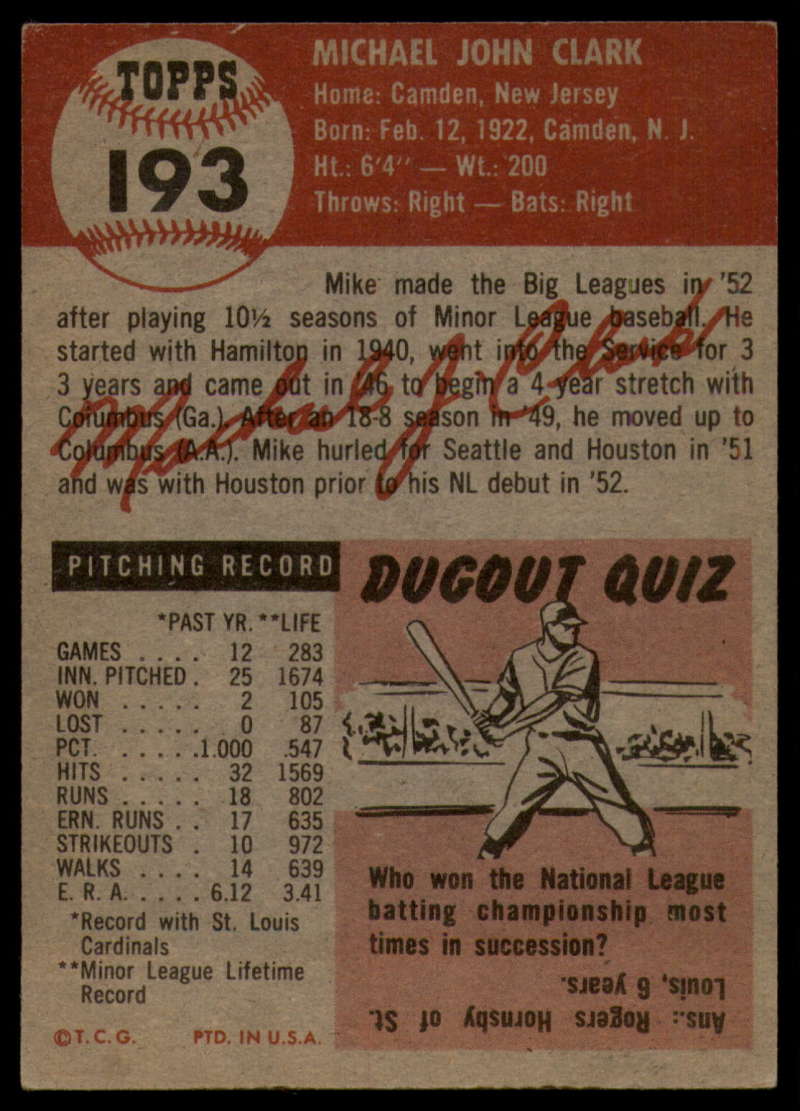 TOPPS
193
MICHAEL JOHN CLARK
Home: Camden, New Jersey
Born: Feb. 12, 1922, Camden, N. J.
Ht.: 6'4" — Wt.: 200
Throws: Right — Bats: Right
Mike made the Big Leagues in '52
after playing 10½ seasons of Minor League baseball. He
started with Hamilton in 1940, went into the Service for 3
3 years and came out in '46 to begin a 4 year stretch with
Columbus (Ga.). After an 18-8 season in '49, he moved up to
Columbus (A.A.). Mike hurled for Seattle and Houston in '51
and was with Houston prior to his NL debut in '52.
Michael J. Clark
PITCHING RECORD
*PAST YR. **LIFE
GAMES . . . . 12 283
INN. PITCHED . 25 1674
WON . . . . . 2 105
LOST . . . . . 0 87
PCT. . . . . .1.000 .547
HITS . . . . . 32 1569
RUNS . . . . . 18 802
ERN. RUNS . . 17 635
STRIKEOUTS . 10 972
WALKS . . . . 14 639
E. R. A. . . . . 6.12 3.41
*Record with St. Louis
Cardinals
**Minor League Lifetime
Record
©T.C.G. PTD. IN U.S.A.
DUGOUT QUIZ
Who won the National League
batting championship most
times in succession?
Ans.: Rogers Hornsby of St.
Louis, 6 years.